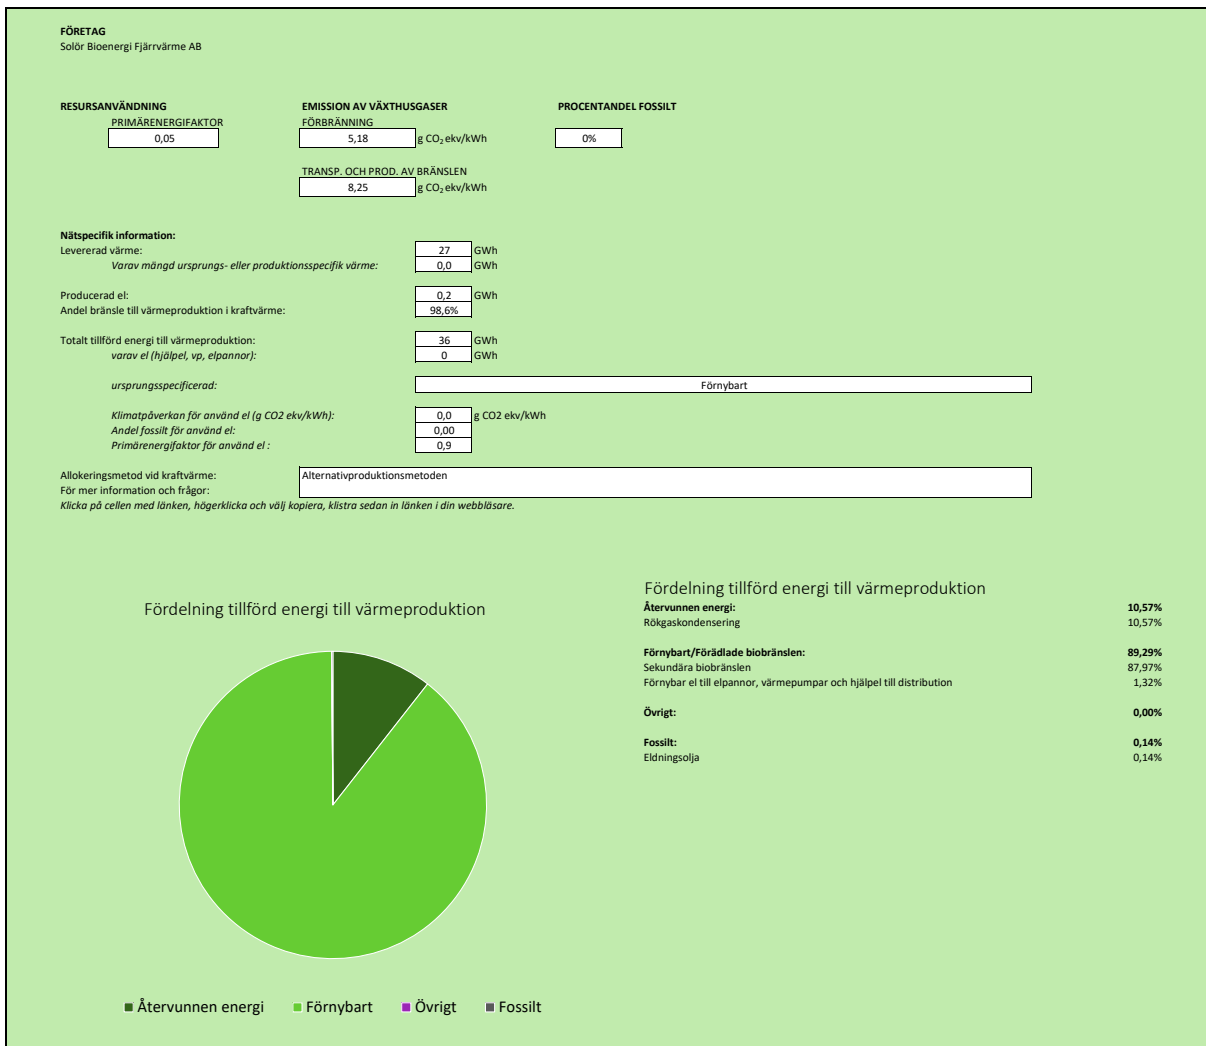 FÖRETAG
Solör Bioenergi Fjärrvärme AB
RESURSANVÄNDNING EMISSION AV VÄXTHUSGASER PROCENTANDEL FOSSILT
PRIMÄRENERGIFAKTOR FÖRBRÄNNING
0,05 5,18 g CO₂ ekv/kWh 0%
TRANSP. OCH PROD. AV BRÄNSLEN
8,25 g CO₂ ekv/kWh
Nätspecifik information:
Levererad värme: 27 GWh
Varav mängd ursprungs- eller produktionsspecifik värme: 0,0 GWh
Producerad el: 0,2 GWh
Andel bränsle till värmeproduktion i kraftvärme: 98,6%
Totalt tillförd energi till värmeproduktion: 36 GWh
varav el (hjälpel, vp, elpannor): 0 GWh
ursprungsspecificerad: Förnybart
Klimatpåverkan för använd el (g CO2 ekv/kWh): 0,0 g CO2 ekv/kWh
Andel fossilt för använd el: 0,00
Primärenergifaktor för använd el : 0,9
Allokeringsmetod vid kraftvärme: Alternativproduktionsmetoden
För mer information och frågor:
Klicka på cellen med länken, högerklicka och välj kopiera, klistra sedan in länken i din webbläsare.
Fördelning tillförd energi till värmeproduktion
Återvunnen energi Förnybart Övrigt Fossilt
Fördelning tillförd energi till värmeproduktion
Återvunnen energi: 10,57%
Rökgaskondensering 10,57%
Förnybart/Förädlade biobränslen: 89,29%
Sekundära biobränslen 87,97%
Förnybar el till elpannor, värmepumpar och hjälpel till distribution 1,32%
Övrigt: 0,00%
Fossilt: 0,14%
Eldningsolja 0,14%